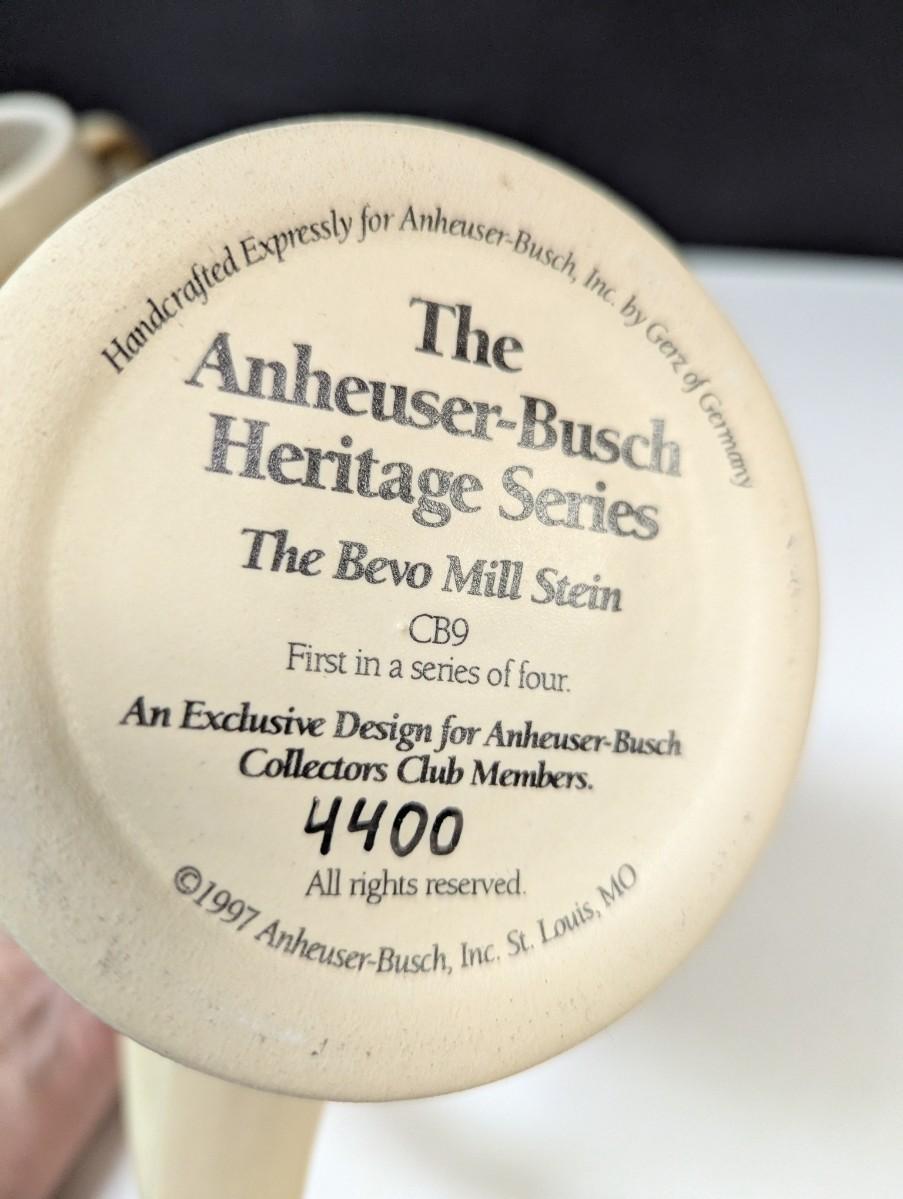 Handcrafted Expressly for Anheuser-Busch, Inc. by Gerz of Germany
The
Anheuser-Busch
Heritage Series
The Bevo Mill Stein
CB9
First in a series of four.
An Exclusive Design for Anheuser-Busch
Collectors Club Members.
4400
All rights reserved.
©1997 Anheuser-Busch, Inc. St. Louis, MO